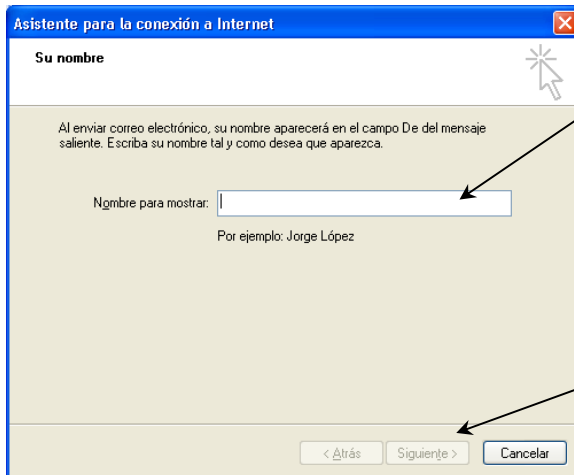 Asistente para la conexión a Internet
Su nombre
Al enviar correo electrónico, su nombre aparecerá en el campo De del mensaje
saliente. Escriba su nombre tal y como desea que aparezca.
Nombre para mostrar:
Por ejemplo: Jorge López
< Atrás Siguiente > Cancelar